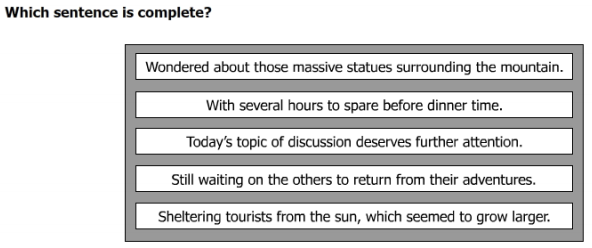 Which sentence is complete?
Wondered about those massive statues surrounding the mountain.
With several hours to spare before dinner time.
Today's topic of discussion deserves further attention.
Still waiting on the others to return from their adventures.
Sheltering tourists from the sun, which seemed to grow larger.